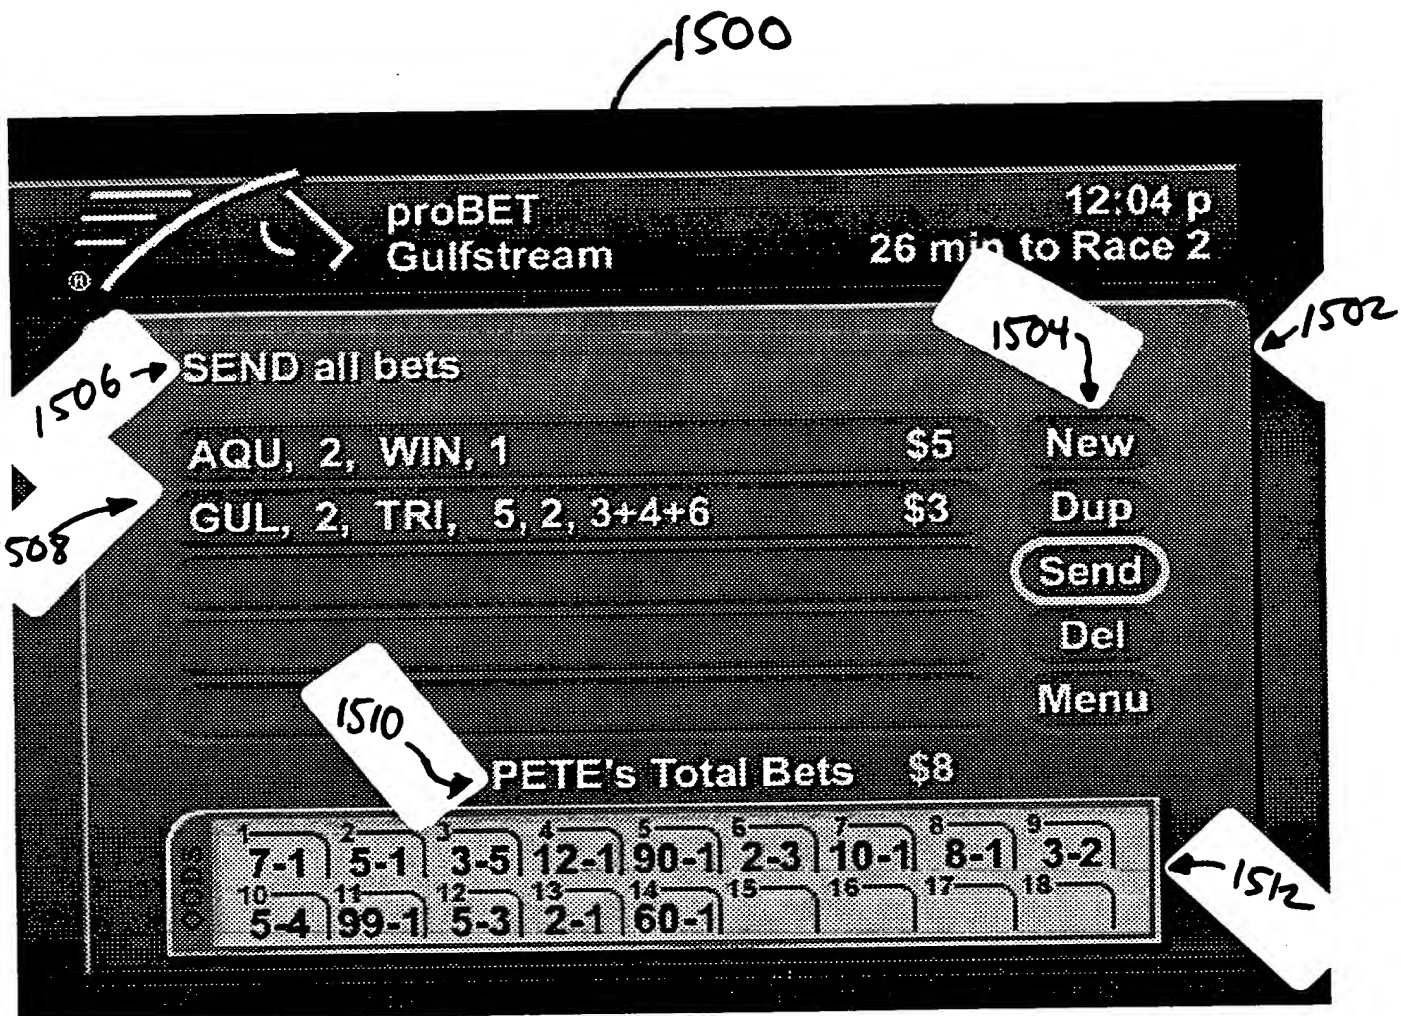 1500
proBET
Gulfstream
12:04 p
26 min to Race 2
®
1502
1504
1506
SEND all bets
AQU, 2, WIN, 1 $5
New
GUL, 2, TRI, 5, 2, 3+4+6 $3
Dup
508
Send
Del
Menu
1510
PETE's Total Bets $8
ODDS
1 2 3 4 5 6 7 8 9
7-1 5-1 3-5 12-1 90-1 2-3 10-1 8-1 3-2
10 11 12 13 14 15 16 17 18
5-4 99-1 5-3 2-1 60-1
1512